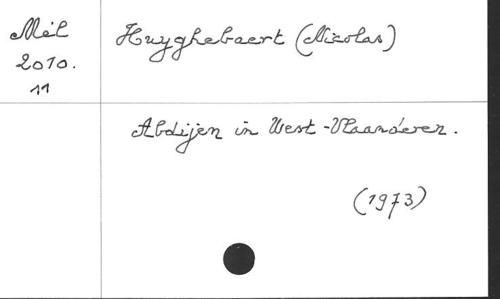 Mél
2010.
11
Huyghebaert (Nicolas)
Abdijen in West-Vlaanderen.
(1973)